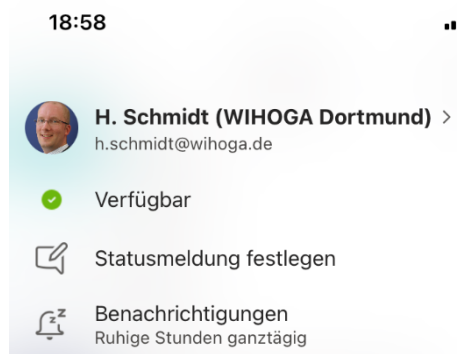 18:58
H. Schmidt (WIHOGA Dortmund) >
h.schmidt@wihoga.de
Verfügbar
Statusmeldung festlegen
Benachrichtigungen
Ruhige Stunden ganztägig